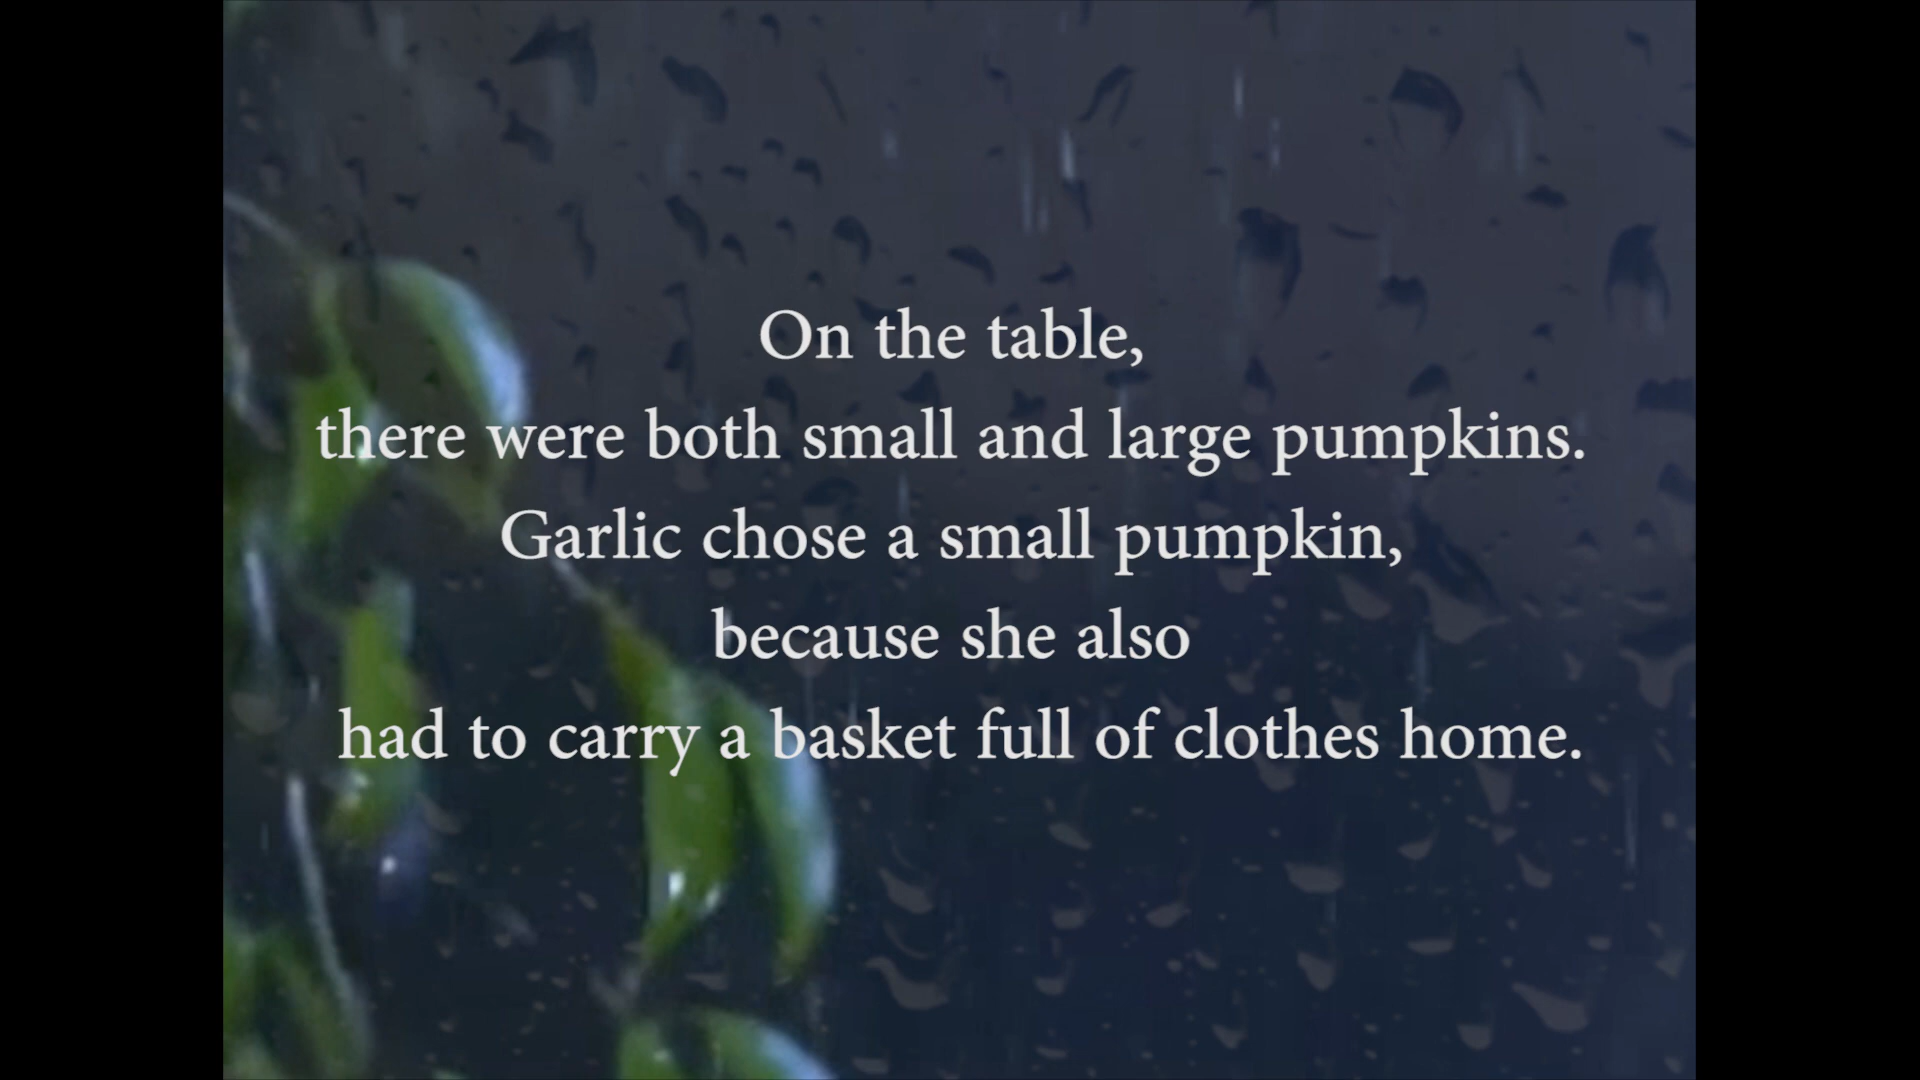 On the table,
there were both small and large pumpkins.
Garlic chose a small pumpkin,
because she also
had to carry a basket full of clothes home.